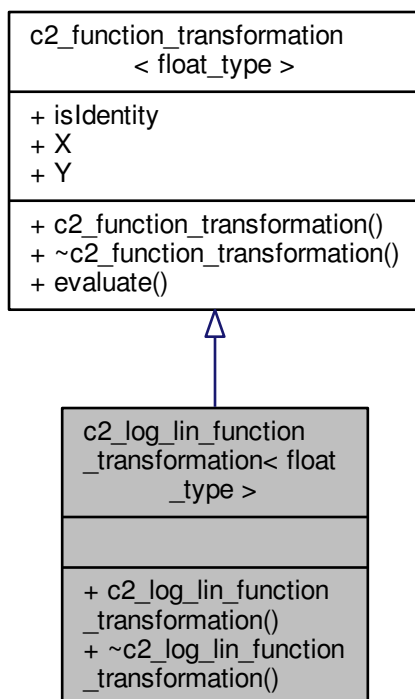 c2_function_transformation
< float_type >
+ isIdentity
+ X
+ Y
+ c2_function_transformation()
+ ~c2_function_transformation()
+ evaluate()
c2_log_lin_function
_transformation< float
_type >
+ c2_log_lin_function
_transformation()
+ ~c2_log_lin_function
_transformation()